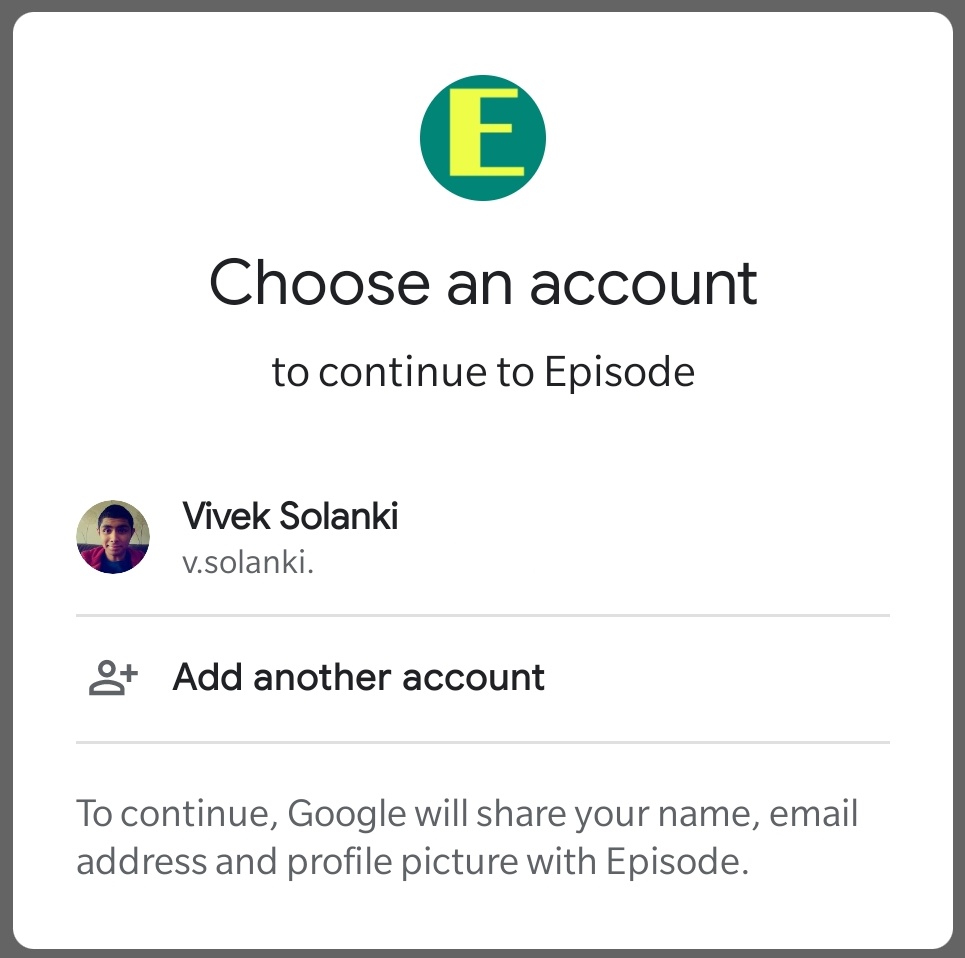 E
Choose an account
to continue to Episode
Vivek Solanki
v.solanki.
Add another account
To continue, Google will share your name, email
address and profile picture with Episode.